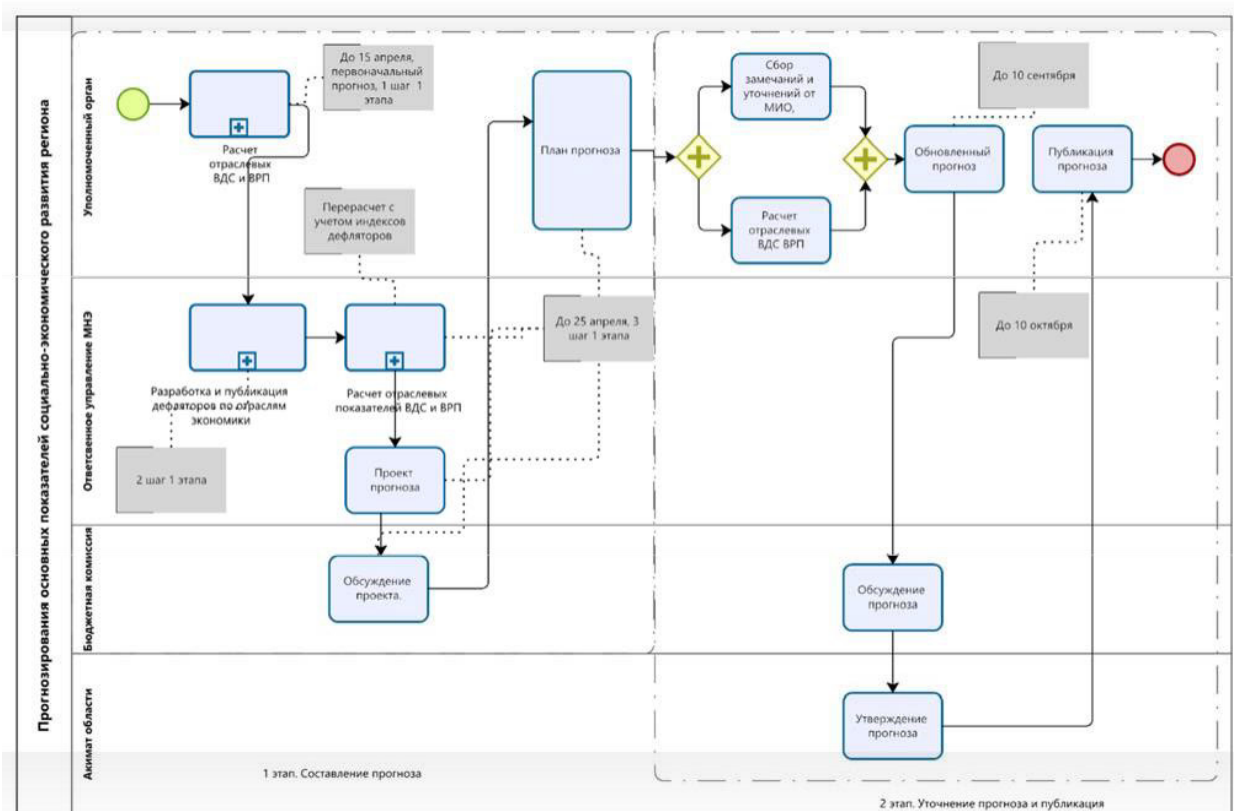 Прогнозирования основных показателей социально-экономического развития региона
Уполномоченный орган
До 15 апреля,
первоначальный
прогноз, 1 шаг 1
этапа
Расчет
отраслевых
ВДС и ВРП
Перерасчет с
учетом индексов
дефляторов
План прогноза
Сбор
замечаний и
уточнений от
МИО,
Расчет
отраслевых
ВДС ВРП
До 10 сентября
Обновленный
прогноз
Публикация
прогноза
Ответсвенное управление МНЭ
Разработка и публикация
дефляторов по отраслям
экономики
Расчет отраслевых
показателей ВДС и ВРП
До 25 апреля, 3
шаг 1 этапа
До 10 октября
2 шаг 1 этапа
Проект
прогноза
Бюджетная комиссия
Обсуждение
проекта.
Обсуждение
прогноза
Акимат области
Утверждение
прогноза
1 этап. Составление прогноза
2 этап. Уточнение прогноза и публикация